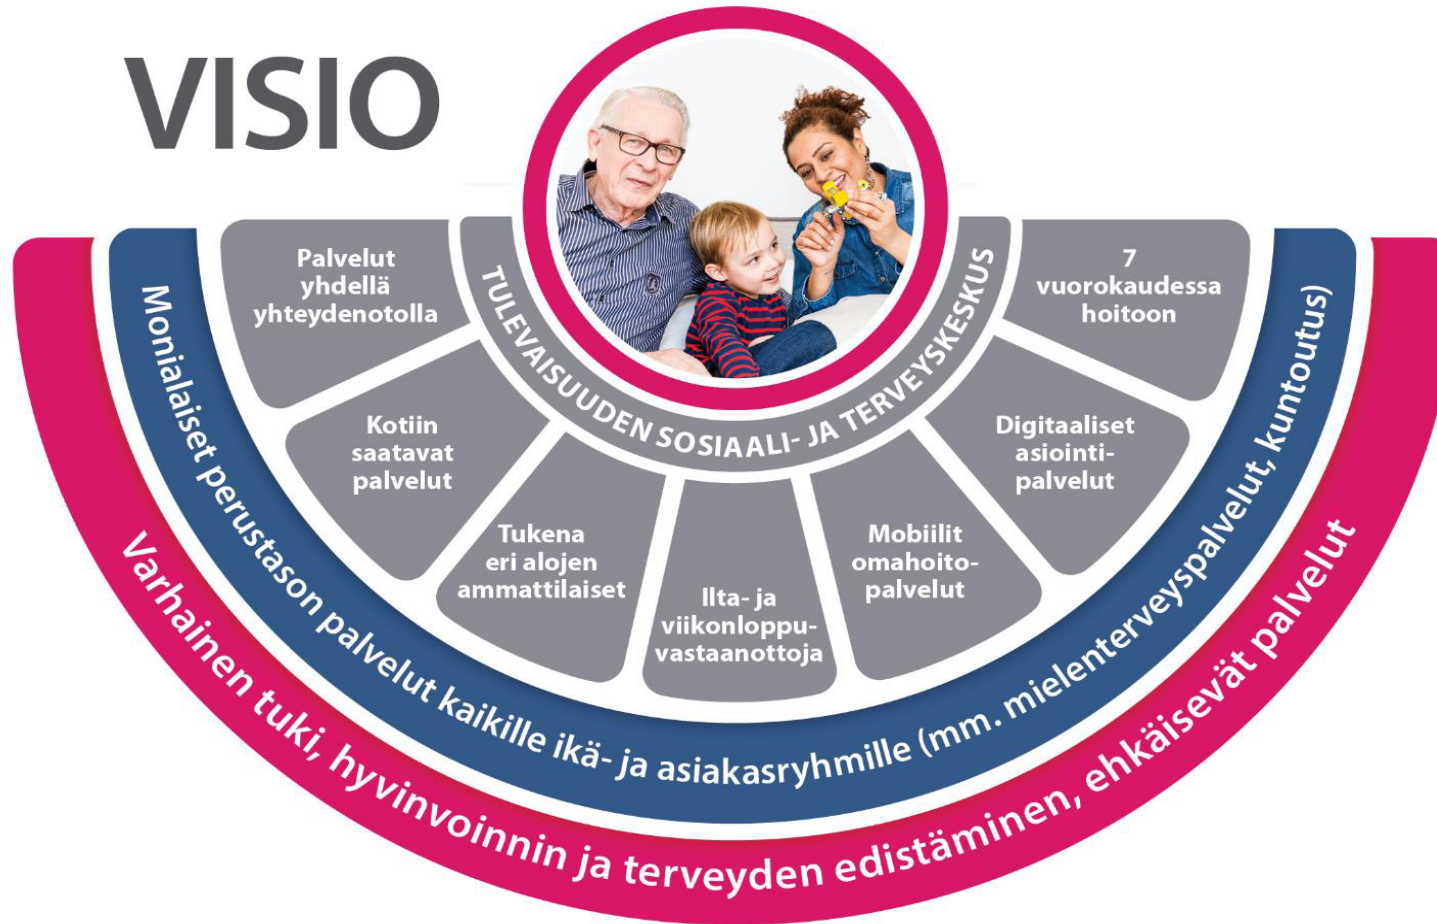 VISIO
TULEVAISUUDEN SOSIAALI- JA TERVEYSKESKUS
Palvelut
yhdellä
yhteydenotolla
Kotiin
saatavat
palvelut
Tukena
eri alojen
ammattilaiset
Ilta- ja
viikonloppu-
vastaanottoja
Mobiilit
omahoito-
palvelut
Digitaaliset
asiointi-
palvelut
7
vuorokaudessa
hoitoon
Monialaiset perustason palvelut kaikille ikä- ja asiakasryhmille (mm. mielenterveyspalvelut, kuntoutus)
Varhainen tuki, hyvinvoinnin ja terveyden edistäminen, ehkäisevät palvelut